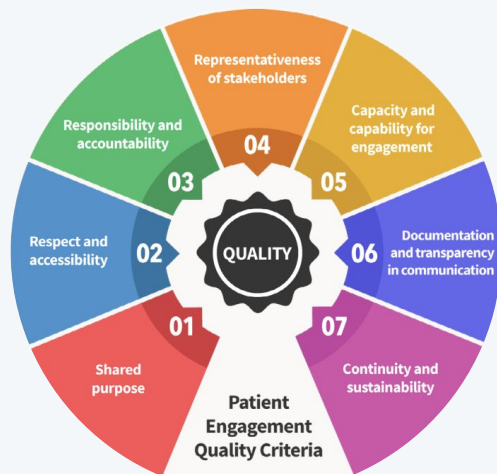 Shared
purpose
01
Respect and
accessibility
02
Responsibility and
accountability
03
Representativeness
of stakeholders
04
Capacity and
capability for
engagement
05
Documentation
and transparency
in communication
06
Continuity and
sustainability
07
QUALITY
Patient
Engagement
Quality Criteria